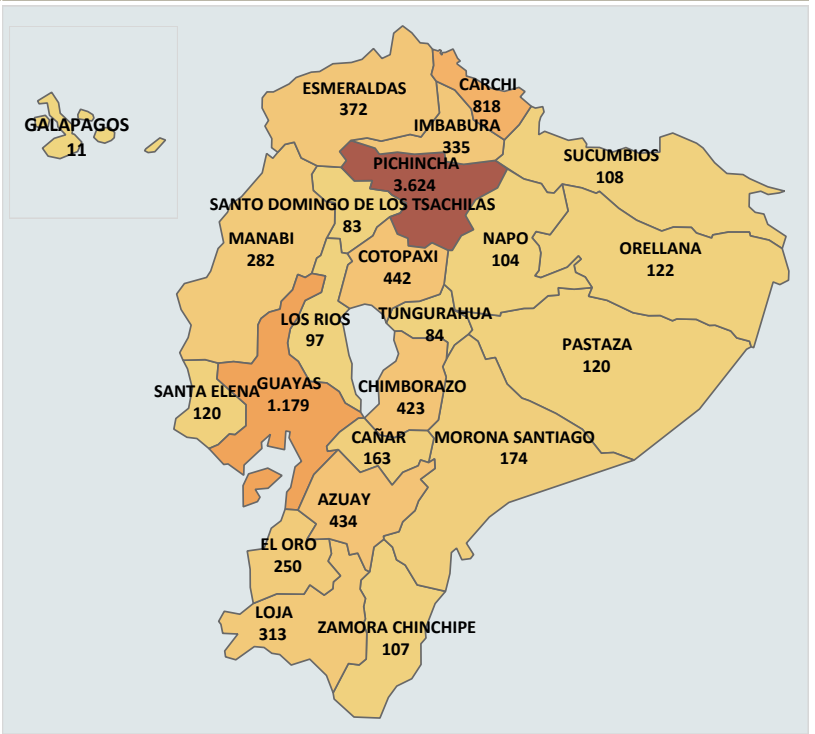 ESMERALDAS
372
CARCHI
818
IMBABURA
335
GALAPAGOS
11
SUCUMBIOS
108
PICHINCHA
3.624
SANTO DOMINGO DE LOS TSACHILAS
83
MANABI
282
NAPO
104
ORELLANA
122
COTOPAXI
442
LOS RIOS
97
TUNGURAHUA
84
PASTAZA
120
SANTA ELENA
120
GUAYAS
1.179
CHIMBORAZO
423
CAÑAR
163
MORONA SANTIAGO
174
AZUAY
434
EL ORO
250
LOJA
313
ZAMORA CHINCHIPE
107